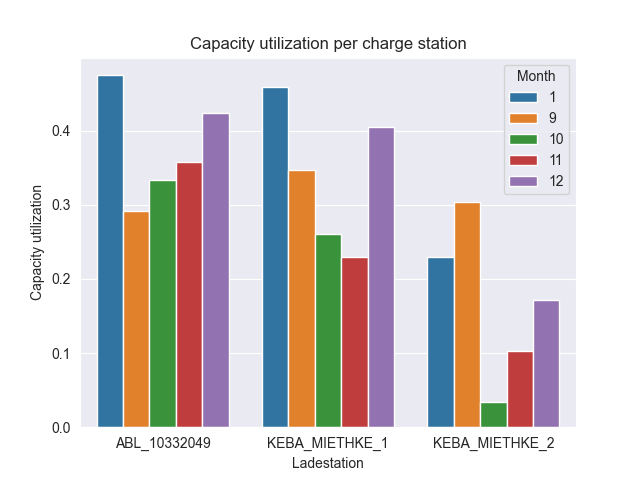 Capacity utilization per charge station
Month
1
9
10
11
12
Capacity utilization
0.4
0.3
0.2
0.1
0.0
ABL_10332049 KEBA_MIETHKE_1 KEBA_MIETHKE_2
Ladestation